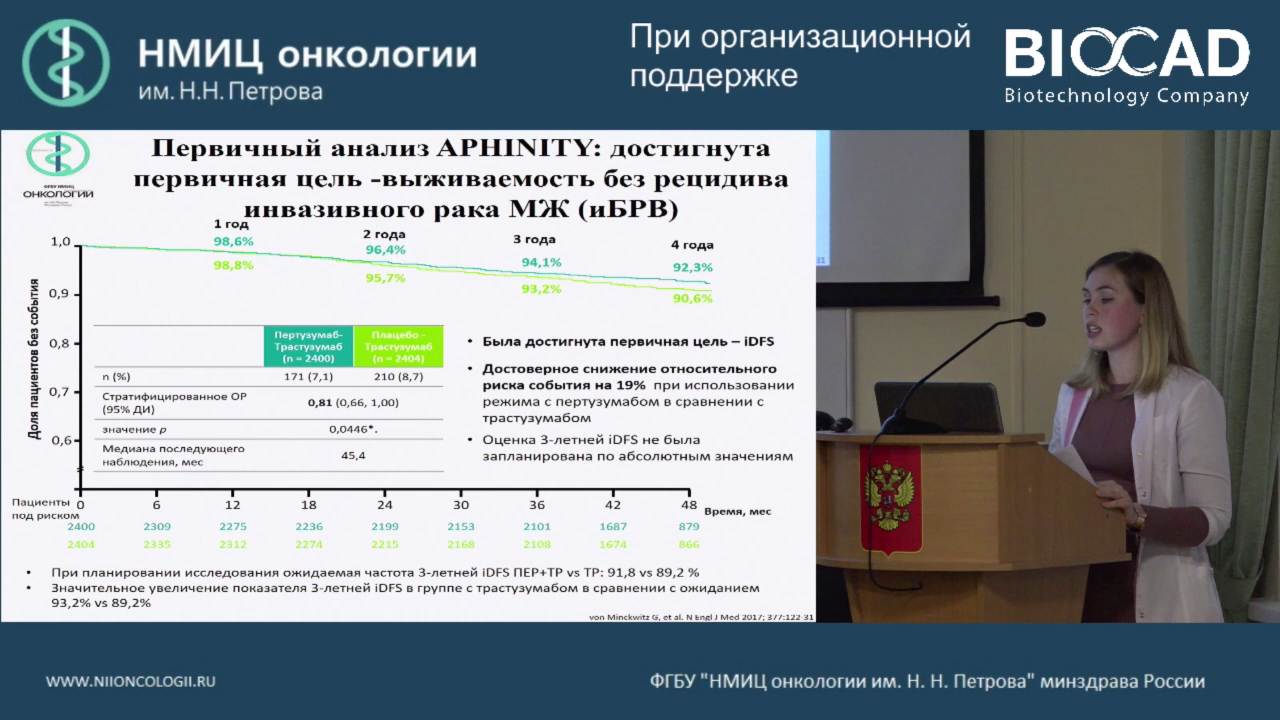 НМИЦ онкологии
им. Н.Н. Петрова
При организационной
поддержке
BIOCAD
Biotechnology Company
ФГБУ НМИЦ
ОНКОЛОГИИ
Первичный анализ APHINITY: достигнута
первичная цель -выживаемость без рецидива
инвазивного рака МЖ (иБРВ)
1 год
2 года
3 года
4 года
98,6%
96,4%
94,1%
92,3%
98,8%
95,7%
93,2%
90,6%
Доля пациентов без события
1,0
0,9
0,8
0,7
0,6
Пертузумаб-
Трастузумаб
(n = 2400)
Плацебо -
Трастузумаб
(n = 2404)
n (%) 171 (7,1) 210 (8,7)
Стратифицированное ОР
(95% ДИ)
0,81 (0,66, 1,00)
значение p 0,0446*.
Медиана последующего
наблюдения, мес
45,4
• Была достигнута первичная цель – iDFS
• Достоверное снижение относительного
риска события на 19% при использовании
режима с пертузумабом в сравнении с
трастузумабом
• Оценка 3-летней iDFS не была
запланирована по абсолютным значениям
0 6 12 18 24 30 36 42 48
Время, мес
Пациенты
под риском
2400 2309 2275 2236 2199 2153 2101 1687 879
2404 2335 2312 2274 2215 2168 2108 1674 866
• При планировании исследования ожидаемая частота 3-летней iDFS ПЕР+ТР vs ТР: 91,8 vs 89,2 %
• Значительное увеличение показателя 3-летней iDFS в группе с трастузумабом в сравнении с ожиданием
93,2% vs 89,2%
von Minckwitz G, et al. N Engl J Med 2017; 377:122-31
WWW.NIIONCOLOGII.RU
ФГБУ "НМИЦ онкологии им. Н. Н. Петрова" минздрава России